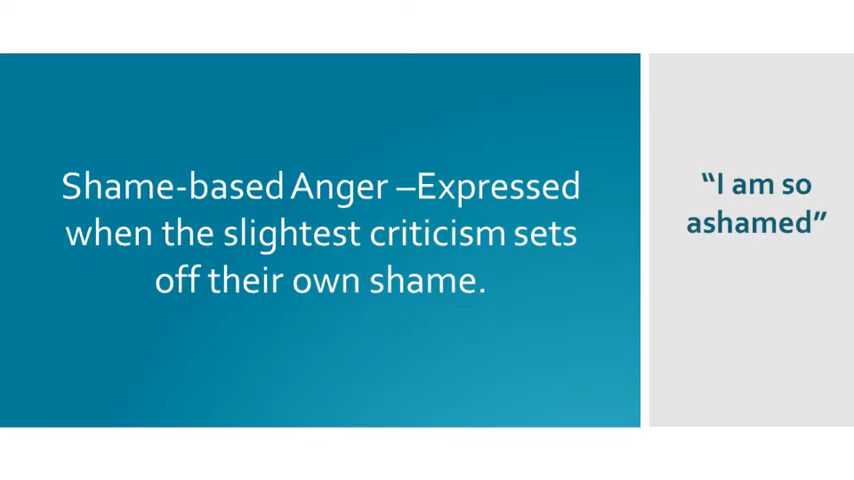 Shame-based Anger –Expressed
when the slightest criticism sets
off their own shame.
“I am so
ashamed”